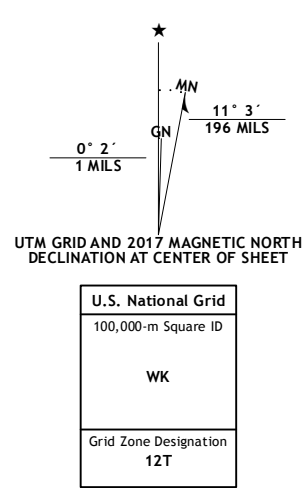 ★
MN
GN
11° 3´
196 MILS
0° 2´
1 MILS
UTM GRID AND 2017 MAGNETIC NORTH
DECLINATION AT CENTER OF SHEET
U.S. National Grid
100,000-m Square ID
WK
Grid Zone Designation
12T